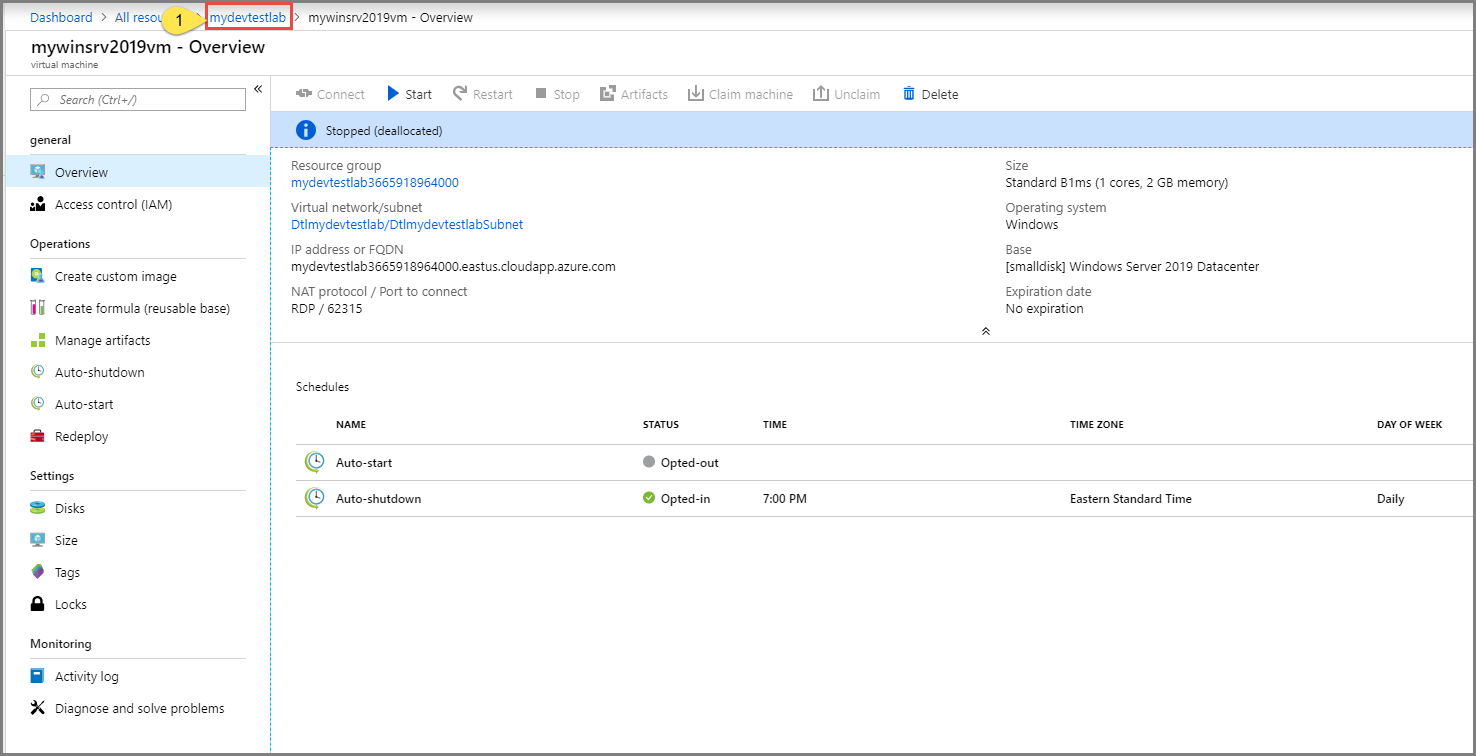 Dashboard > All resou 1 mydevtestlab > mywinsrv2019vm - Overview
mywinsrv2019vm - Overview
virtual machine
Search (Ctrl+/)
«
general
Overview
Access control (IAM)
Operations
Create custom image
Create formula (reusable base)
Manage artifacts
Auto-shutdown
Auto-start
Redeploy
Settings
Disks
Size
Tags
Locks
Monitoring
Activity log
Diagnose and solve problems
Connect Start Restart Stop Artifacts Claim machine Unclaim Delete
Stopped (deallocated)
Resource group
mydevtestlab3665918964000
Virtual network/subnet
Dtlmydevtestlab/DtlmydevtestlabSubnet
IP address or FQDN
mydevtestlab3665918964000.eastus.cloudapp.azure.com
NAT protocol / Port to connect
RDP / 62315
Size
Standard B1ms (1 cores, 2 GB memory)
Operating system
Windows
Base
[smalldisk] Windows Server 2019 Datacenter
Expiration date
No expiration
Schedules
NAME STATUS TIME TIME ZONE DAY OF WEEK
Auto-start Opted-out
Auto-shutdown Opted-in 7:00 PM Eastern Standard Time Daily